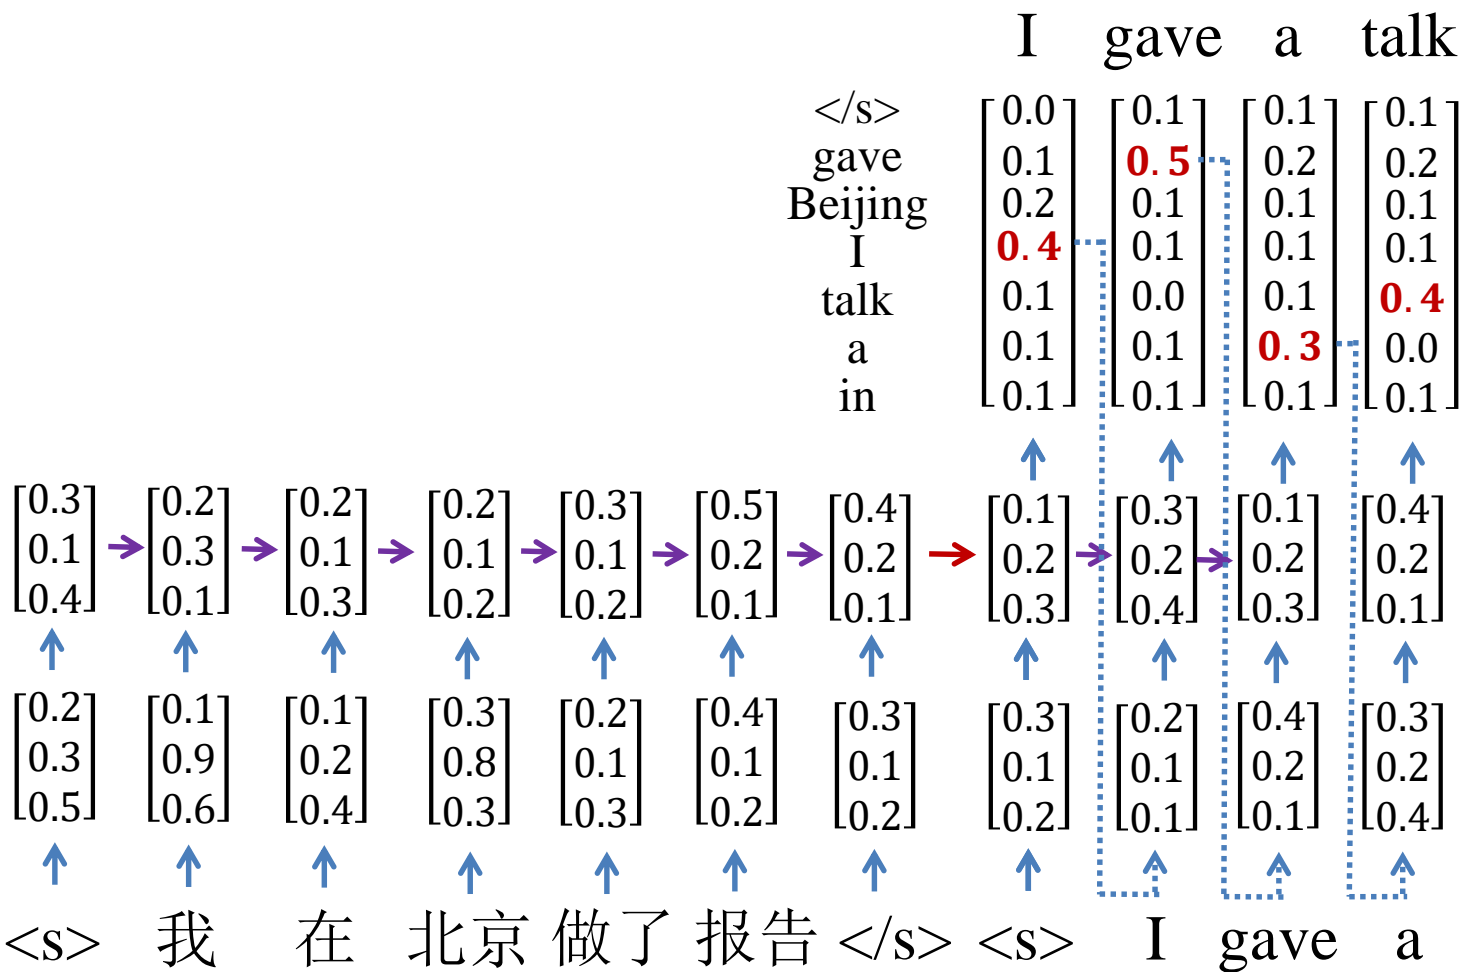 I gave a talk
</s> 0.0 0.1 0.1 0.1
gave 0.1 0.5 0.2 0.2
Beijing 0.2 0.1 0.1 0.1
I 0.4 0.1 0.1 0.1
talk 0.1 0.0 0.1 0.4
a 0.1 0.1 0.3 0.0
in 0.1 0.1 0.1 0.1
0.3 0.2 0.2 0.2 0.3 0.5 0.4 0.1 0.3 0.1 0.4
0.1 0.3 0.1 0.1 0.1 0.2 0.2 0.2 0.2 0.2 0.2
0.4 0.1 0.3 0.2 0.2 0.1 0.1 0.3 0.4 0.3 0.1
0.2 0.1 0.1 0.3 0.2 0.4 0.3 0.3 0.2 0.4 0.3
0.3 0.9 0.2 0.8 0.1 0.1 0.1 0.1 0.1 0.2 0.2
0.5 0.6 0.4 0.3 0.3 0.2 0.2 0.2 0.1 0.1 0.4
<s> 我 在 北京 做了 报告 </s> <s> I gave a